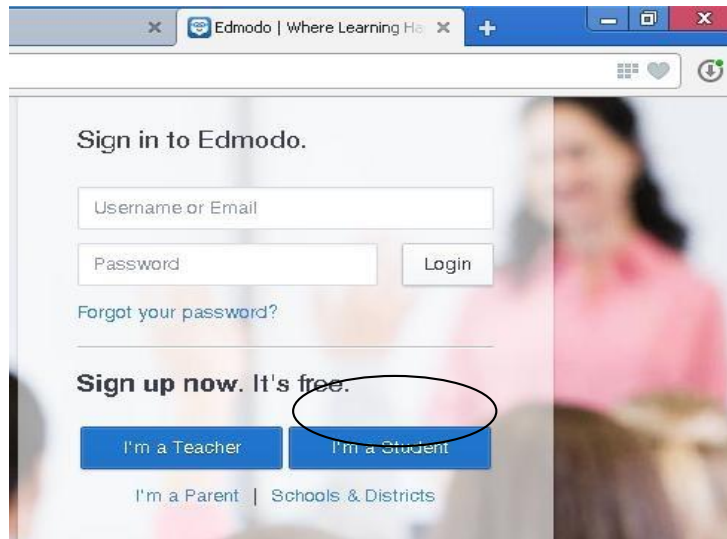 Edmodo | Where Learning Ha
Sign in to Edmodo.
Username or Email
Password
Login
Forgot your password?
Sign up now. It's free.
I'm a Teacher
I'm a Student
I'm a Parent | Schools & Districts